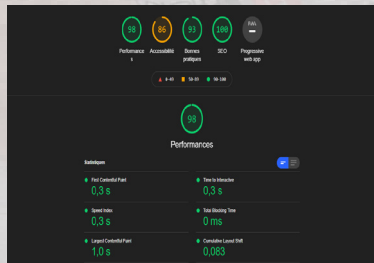 98
86
93
100
PWA
Performances
Accessibilité
Bonnes pratiques
SEO
Progressive web app
0-49
50-89
90-100
98
Performances
Statistiques
First Contentful Paint
0,3 s
Time to Interactive
0,3 s
Speed Index
0,3 s
Total Blocking Time
0 ms
Largest Contentful Paint
1,0 s
Cumulative Layout Shift
0,083